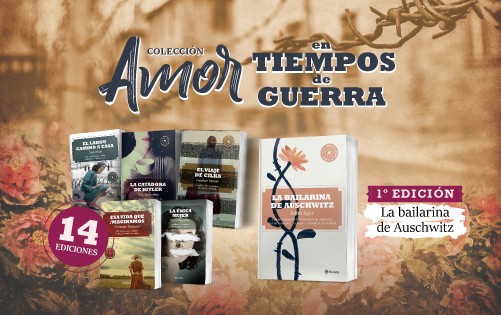 COLECCIÓN
Amor en
TIEMPOS
de
GUERRA
EL LARGO
CAMINO A CASA
LA CATADORA
DE HITLER
EL VIAJE
DE CILKA
ESA VIDA QUE
IMAGINAMOS
LA ÚNICA
MUJER
14
EDICIONES
LA BAILARINA
DE AUSCHWITZ
Edith Eger
Planeta
1° EDICIÓN
La bailarina
de Auschwitz